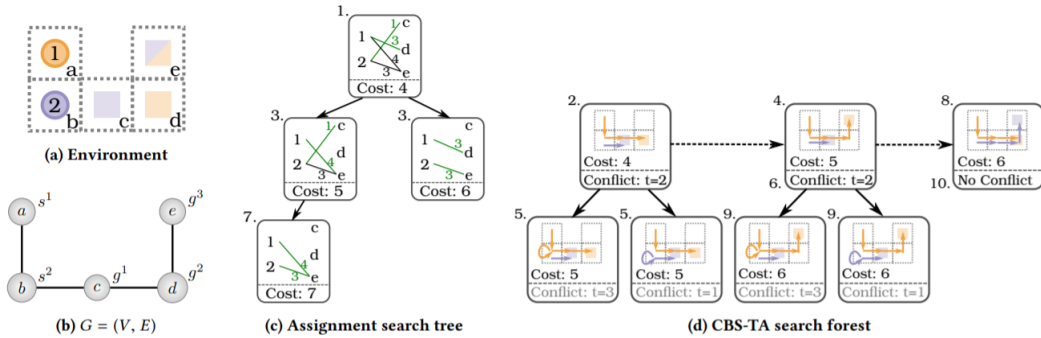 1
a
e
2
b
c
d
(a) Environment
a s¹
e g³
b s²
c g¹
d g²
(b) G = (V, E)
1.
1 c
1 3 d
2 4
3 e
Cost: 4
3.
1 c
1 d
2 4
3 e
Cost: 5
3.
c
1 3 d
2 3 e
Cost: 6
7.
c
1 d
2 4
3 e
Cost: 7
(c) Assignment search tree
2.
Cost: 4
Conflict: t=2
4.
Cost: 5
6. Conflict: t=2
8.
Cost: 6
10. No Conflict
5.
Cost: 5
Conflict: t=3
5.
Cost: 5
Conflict: t=1
9.
Cost: 6
Conflict: t=3
9.
Cost: 6
Conflict: t=1
(d) CBS-TA search forest